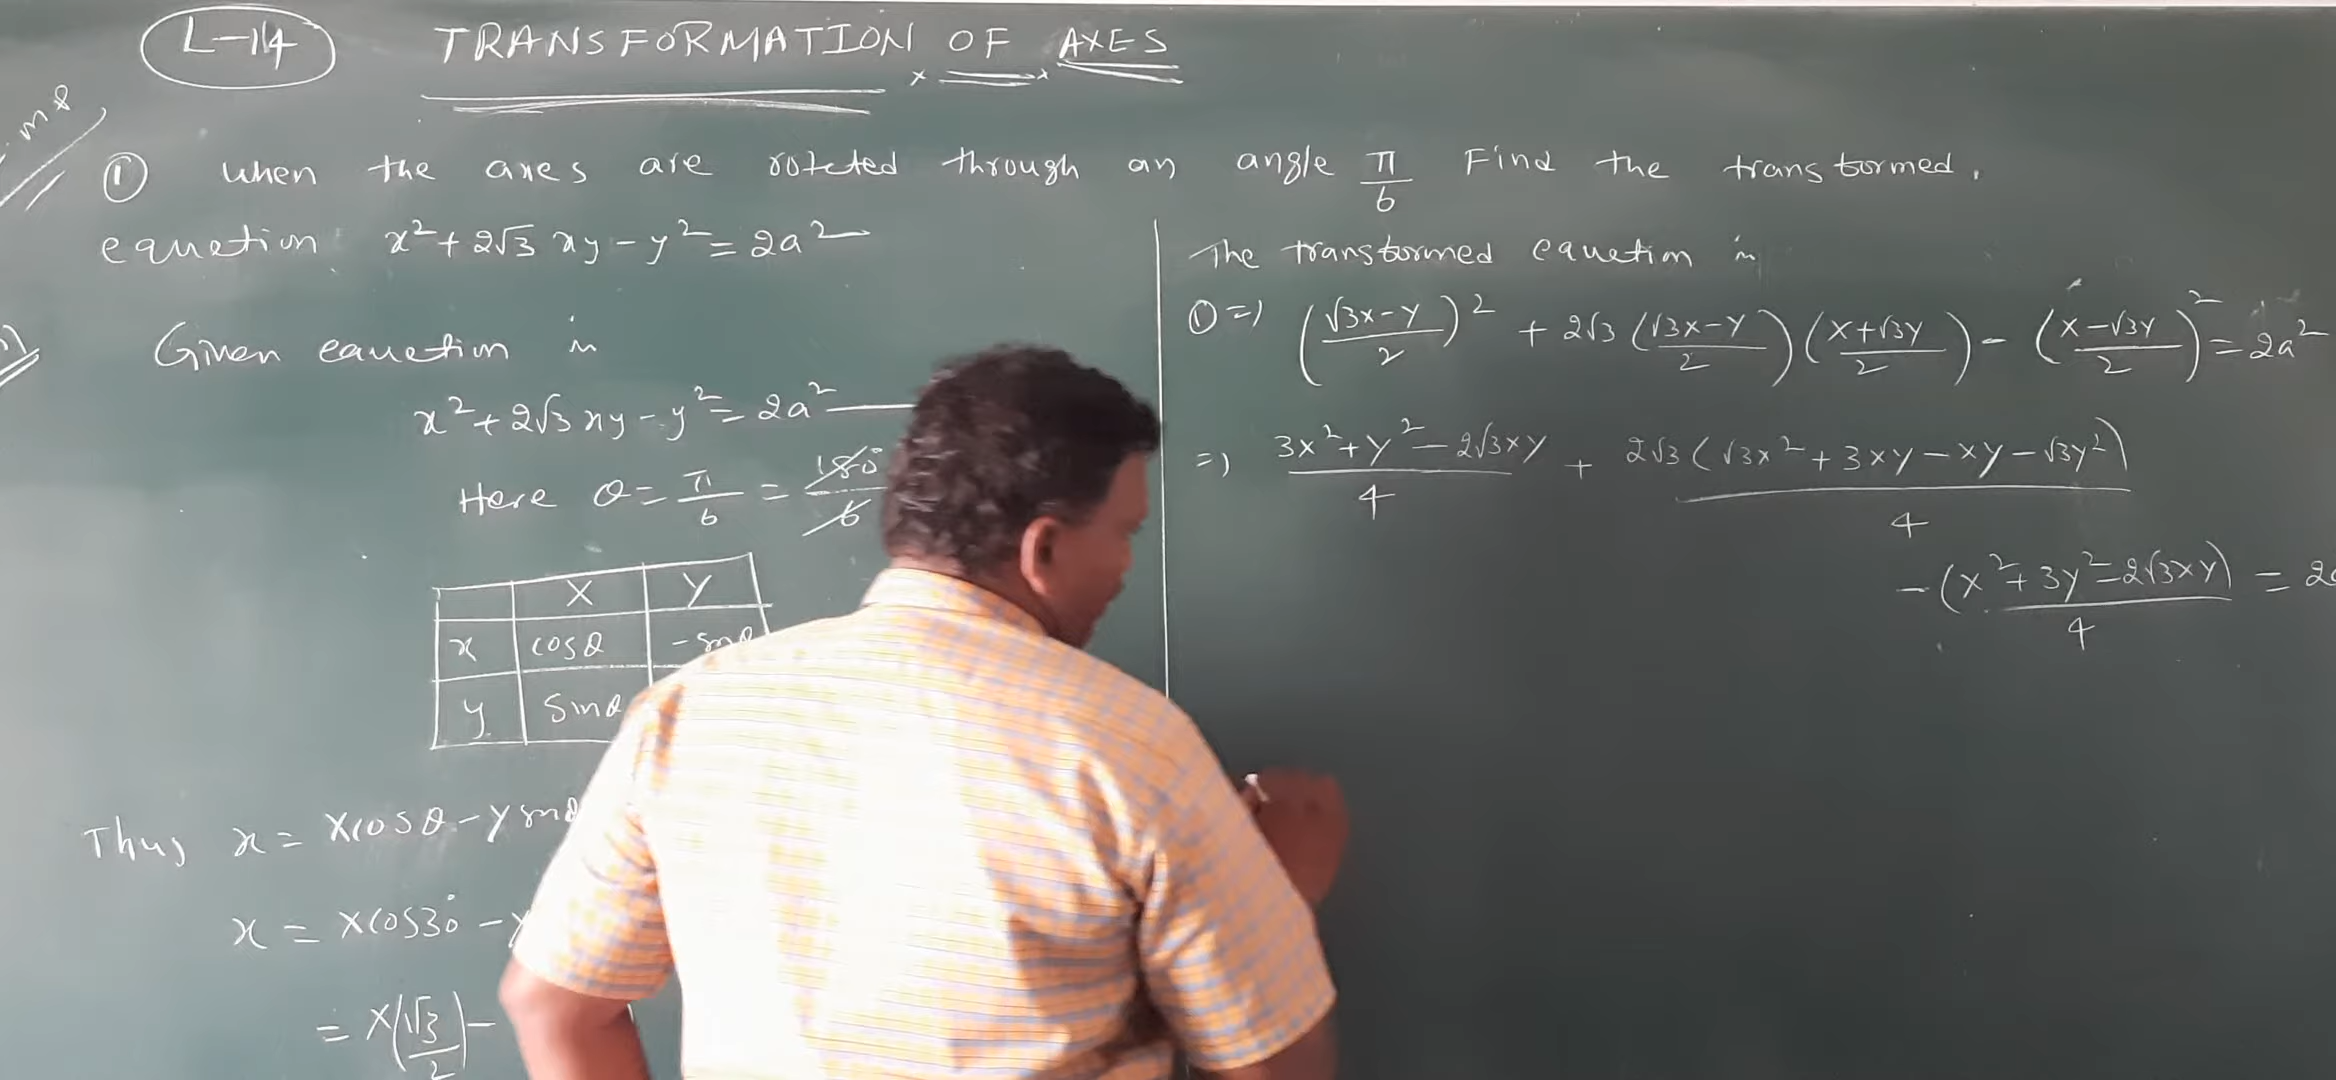 L-14 TRANSFORMATION OF AXES
① When the axes are rotated through an angle π/6 Find the transformed.
equation x²+2√3 xy-y²=2a²
Given equation is
x²+2√3 xy-y²=2a²
Here θ=π/6=180°/6
X Y
x cosθ -sinθ
y sinθ
Thus x = Xcosθ-Ysinθ
x = Xcos30°-Y
= X(√3/2)-
The transformed equation is
①⇒ ((√3X-Y)/2)² + 2√3((√3X-Y)/2)((X+√3Y)/2)-((X-√3Y)/2)²=2a²
⇒ (3X²+Y²-2√3XY)/4 + 2√3(√3X²+3XY-XY-√3Y²)/4
-(X²+3Y²-2√3XY)/4 = 2